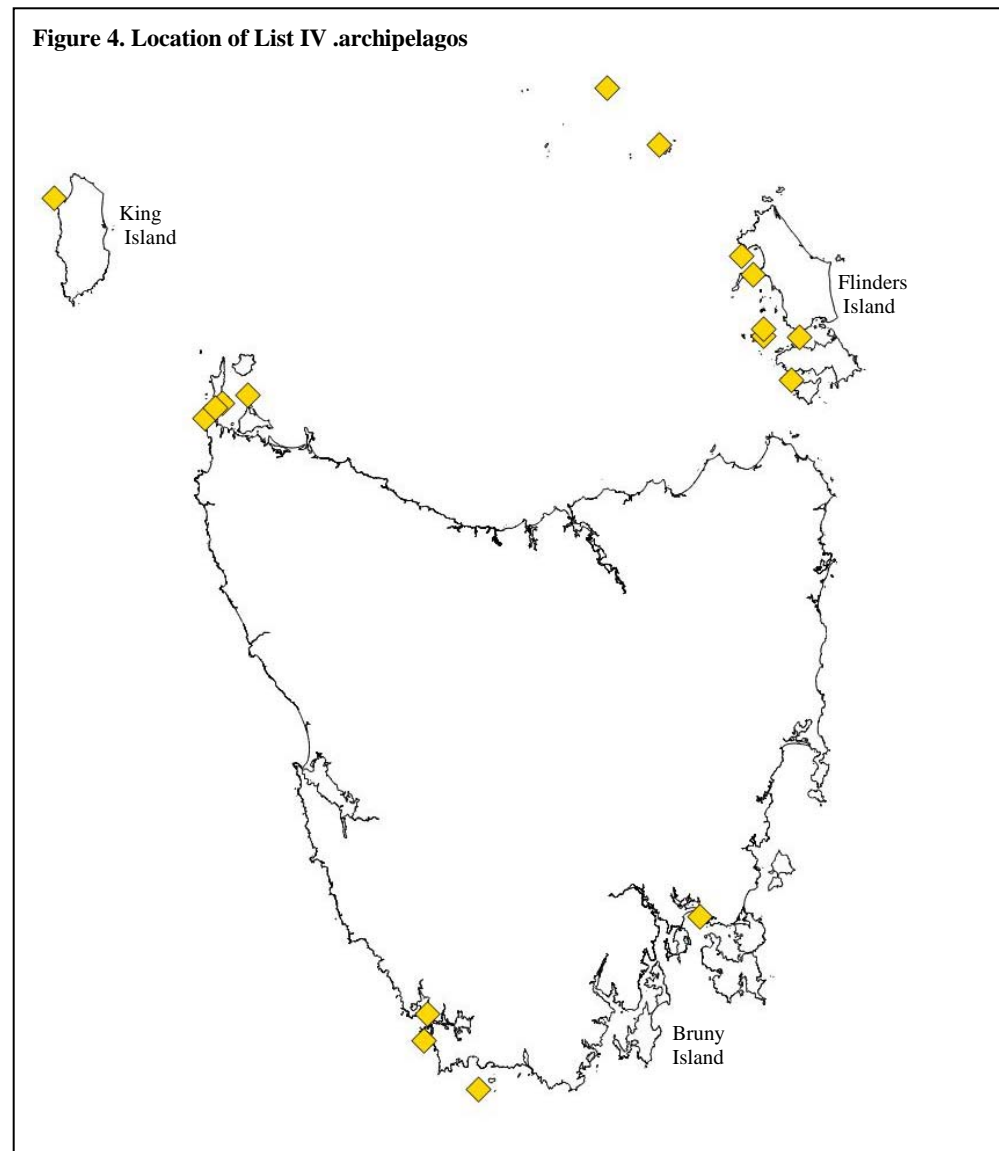 Figure 4. Location of List IV .archipelagos
King
Island
Flinders
Island
Bruny
Island